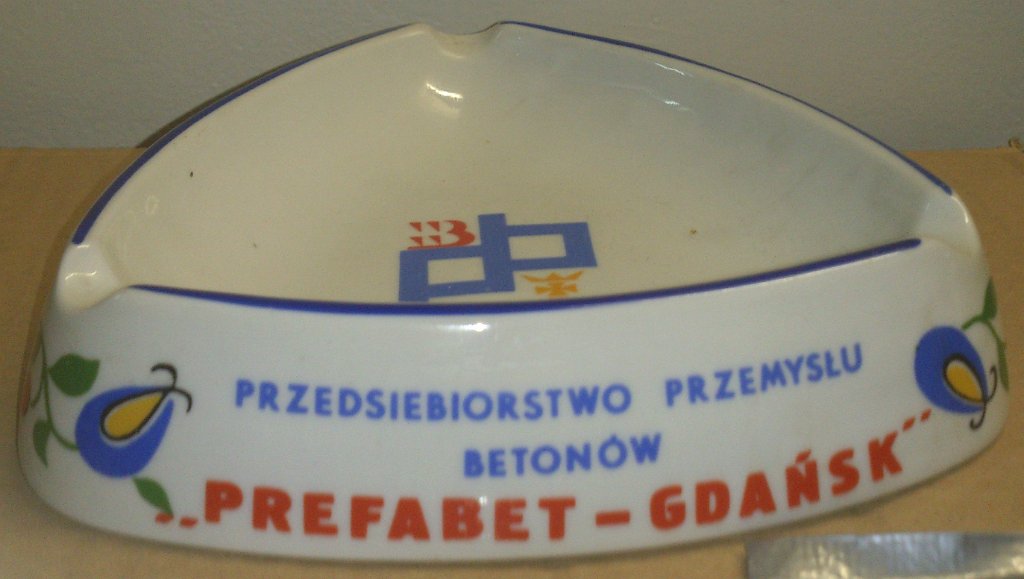 B
PRZEDSIEBIORSTWO PRZEMYSŁU
BETONÓW
„PREFABET - GDAŃSK"